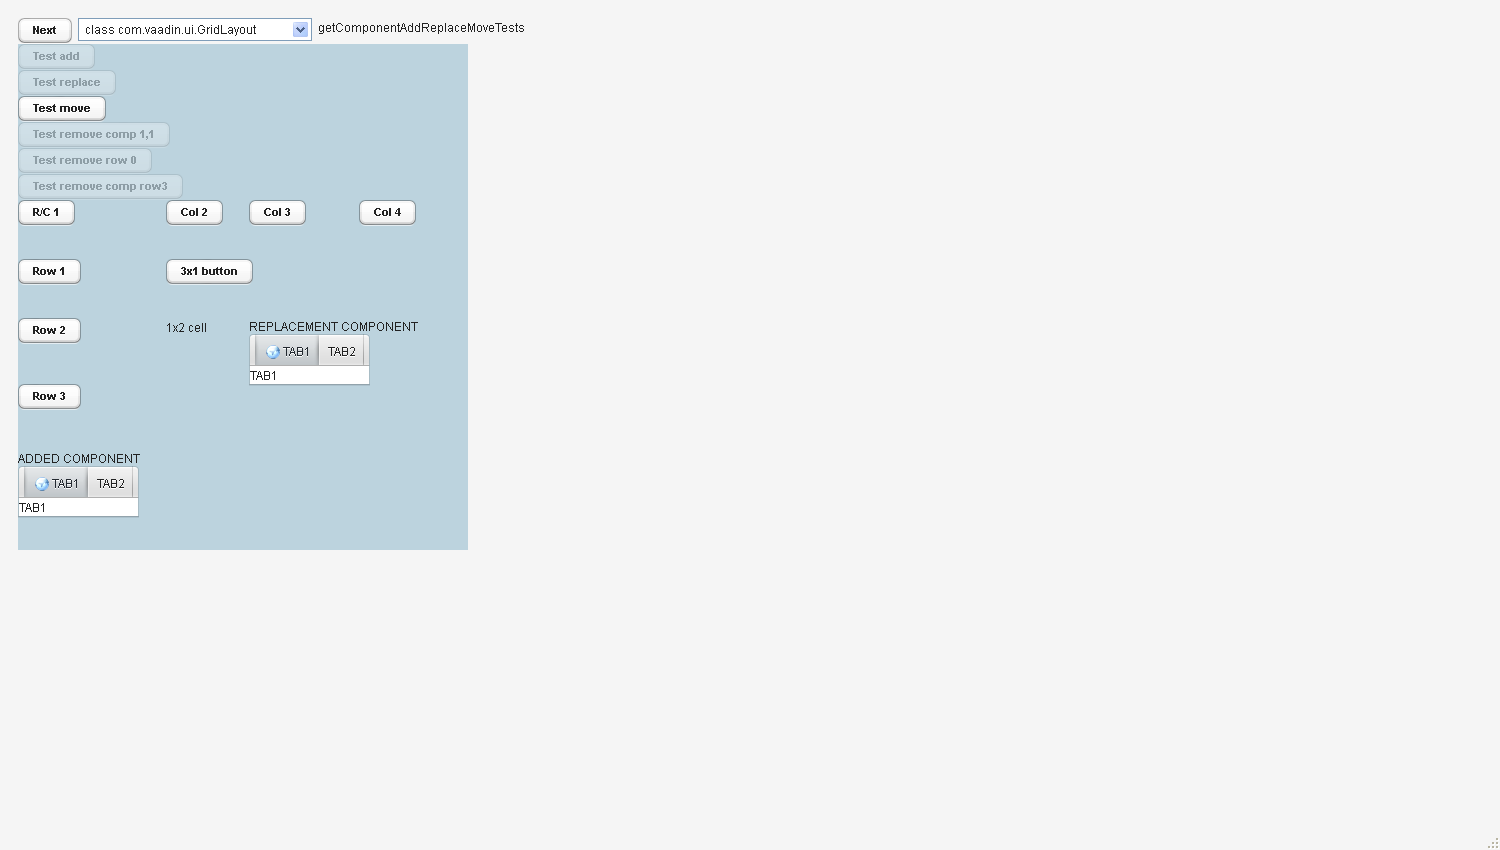 Next class com.vaadin.ui.GridLayout getComponentAddReplaceMoveTests
Test add
Test replace
Test move
Test remove comp 1,1
Test remove row 0
Test remove comp row3
R/C 1 Col 2 Col 3 Col 4
Row 1 3x1 button
Row 2 1x2 cell REPLACEMENT COMPONENT
TAB1 TAB2
TAB1
Row 3
ADDED COMPONENT
TAB1 TAB2
TAB1